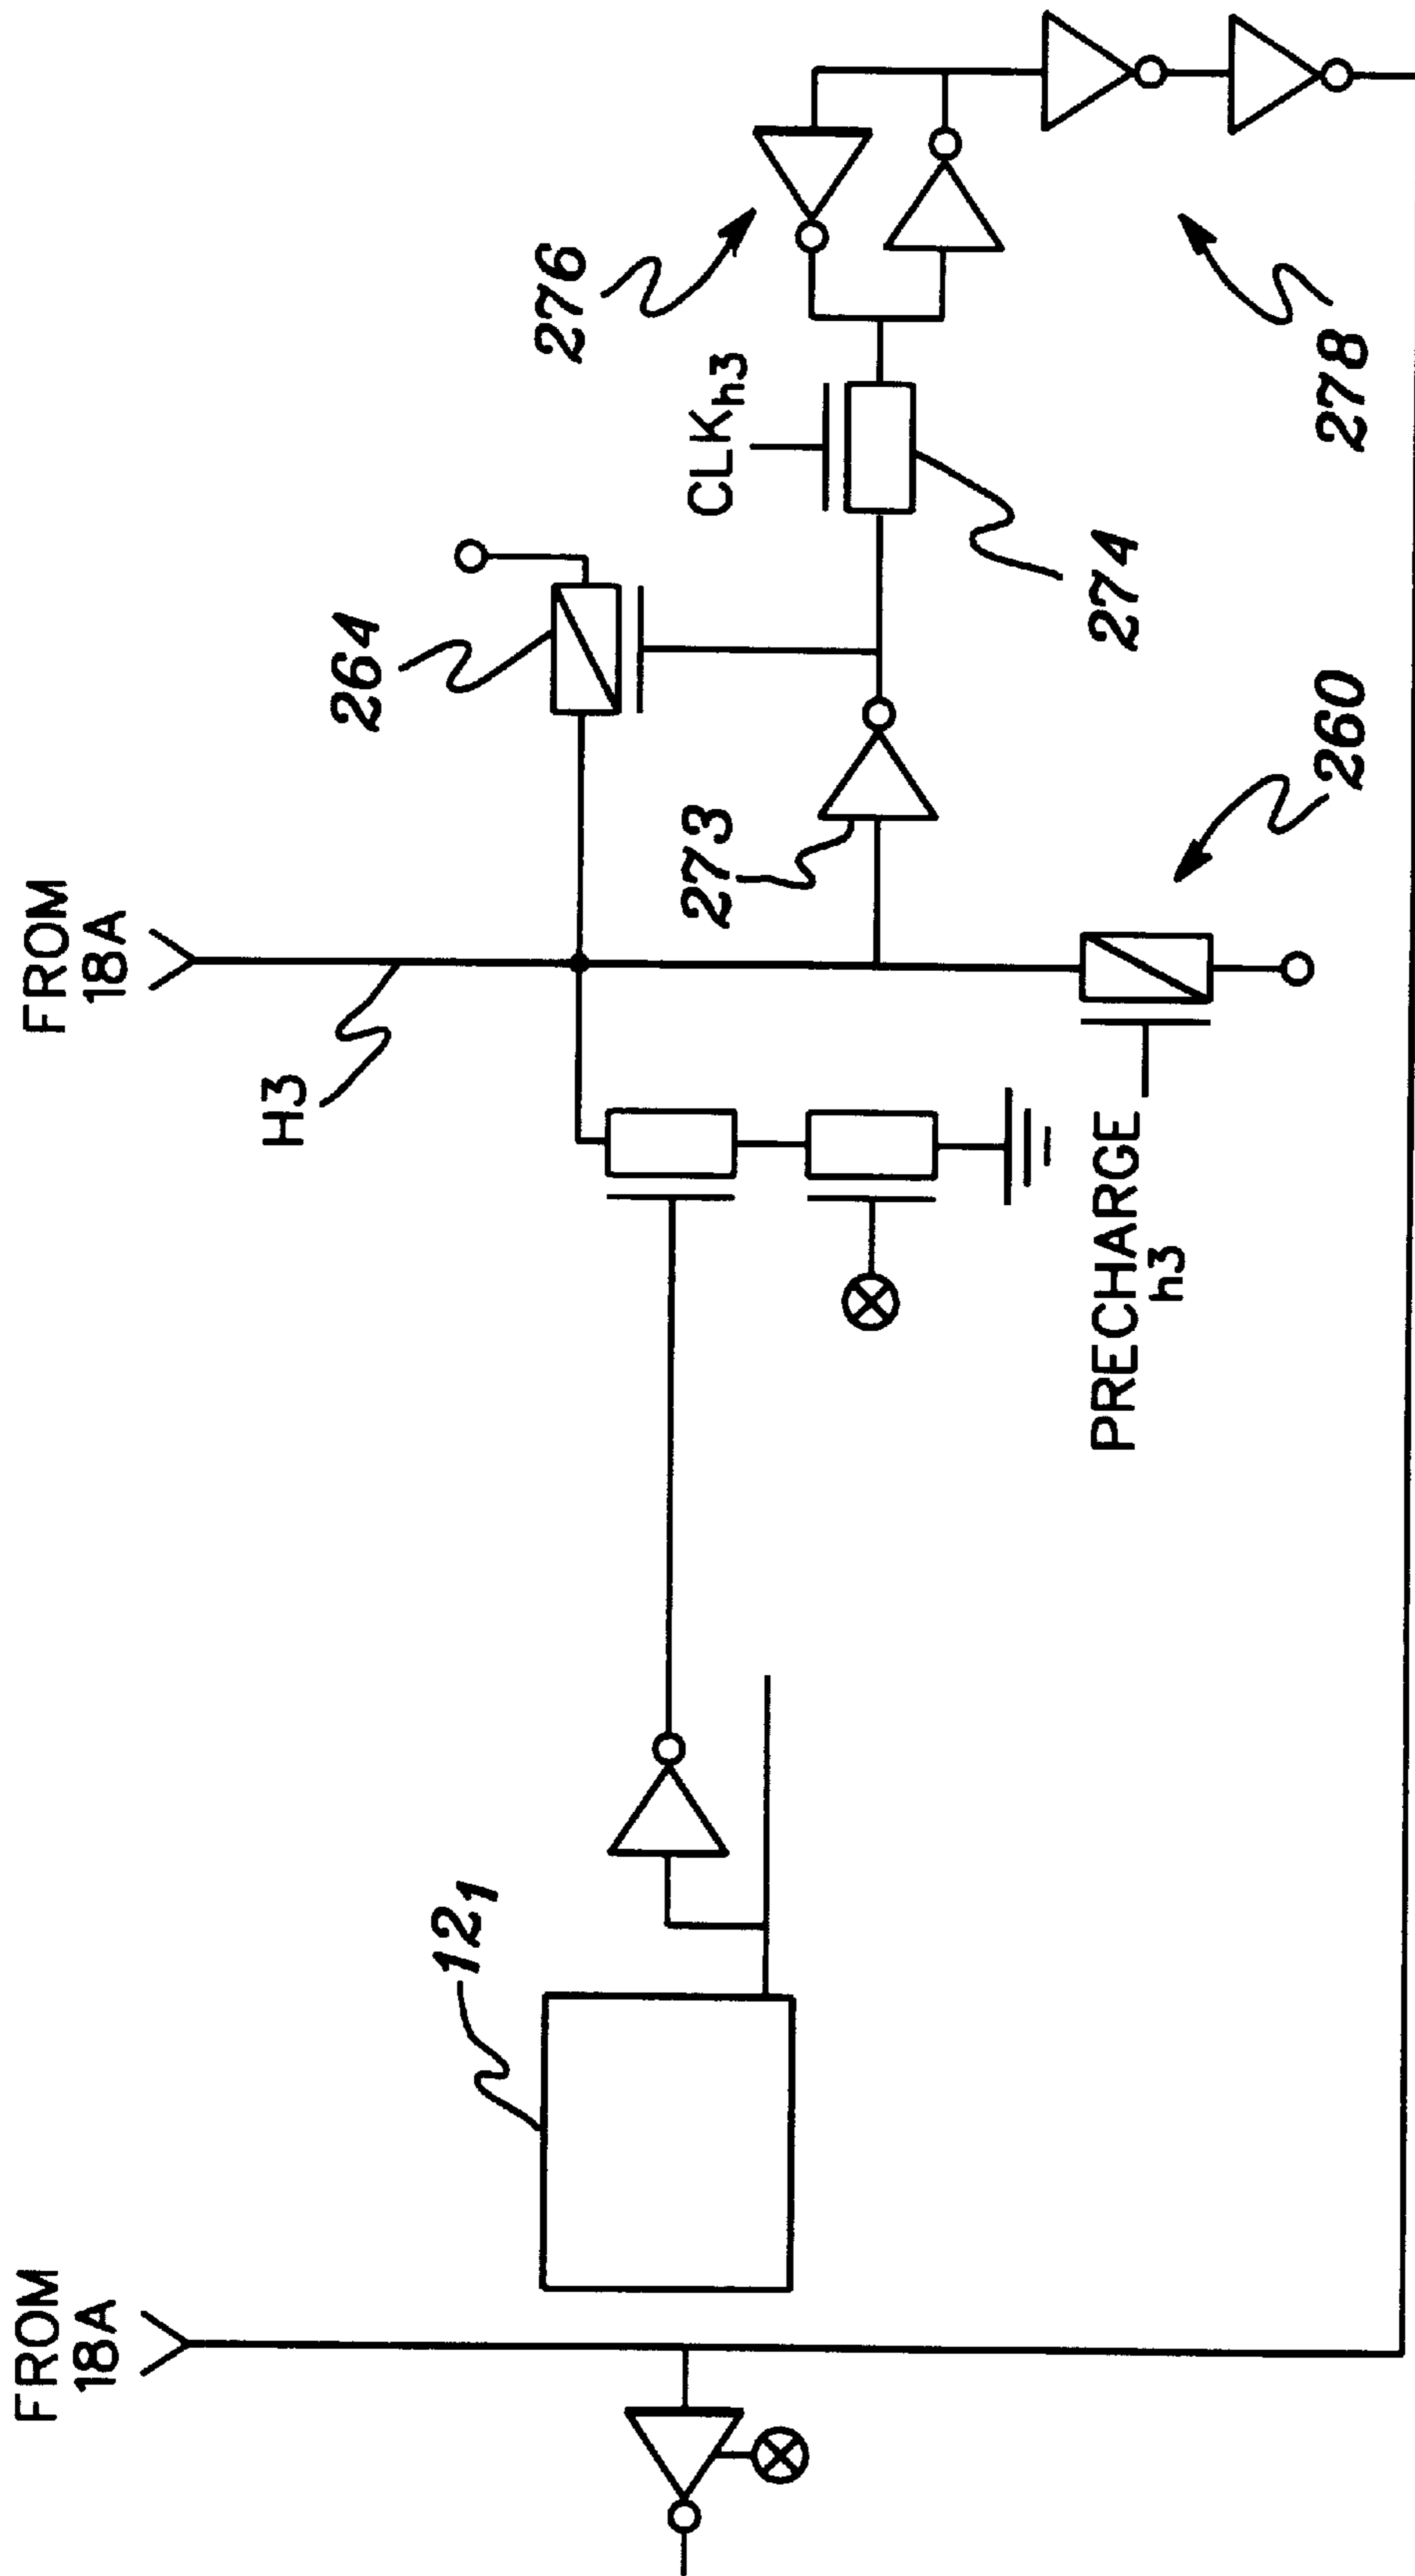 FROM
18A
FROM
18A
H3
12₁
264
276
CLKh3
273
274
PRECHARGE
h3
260
278